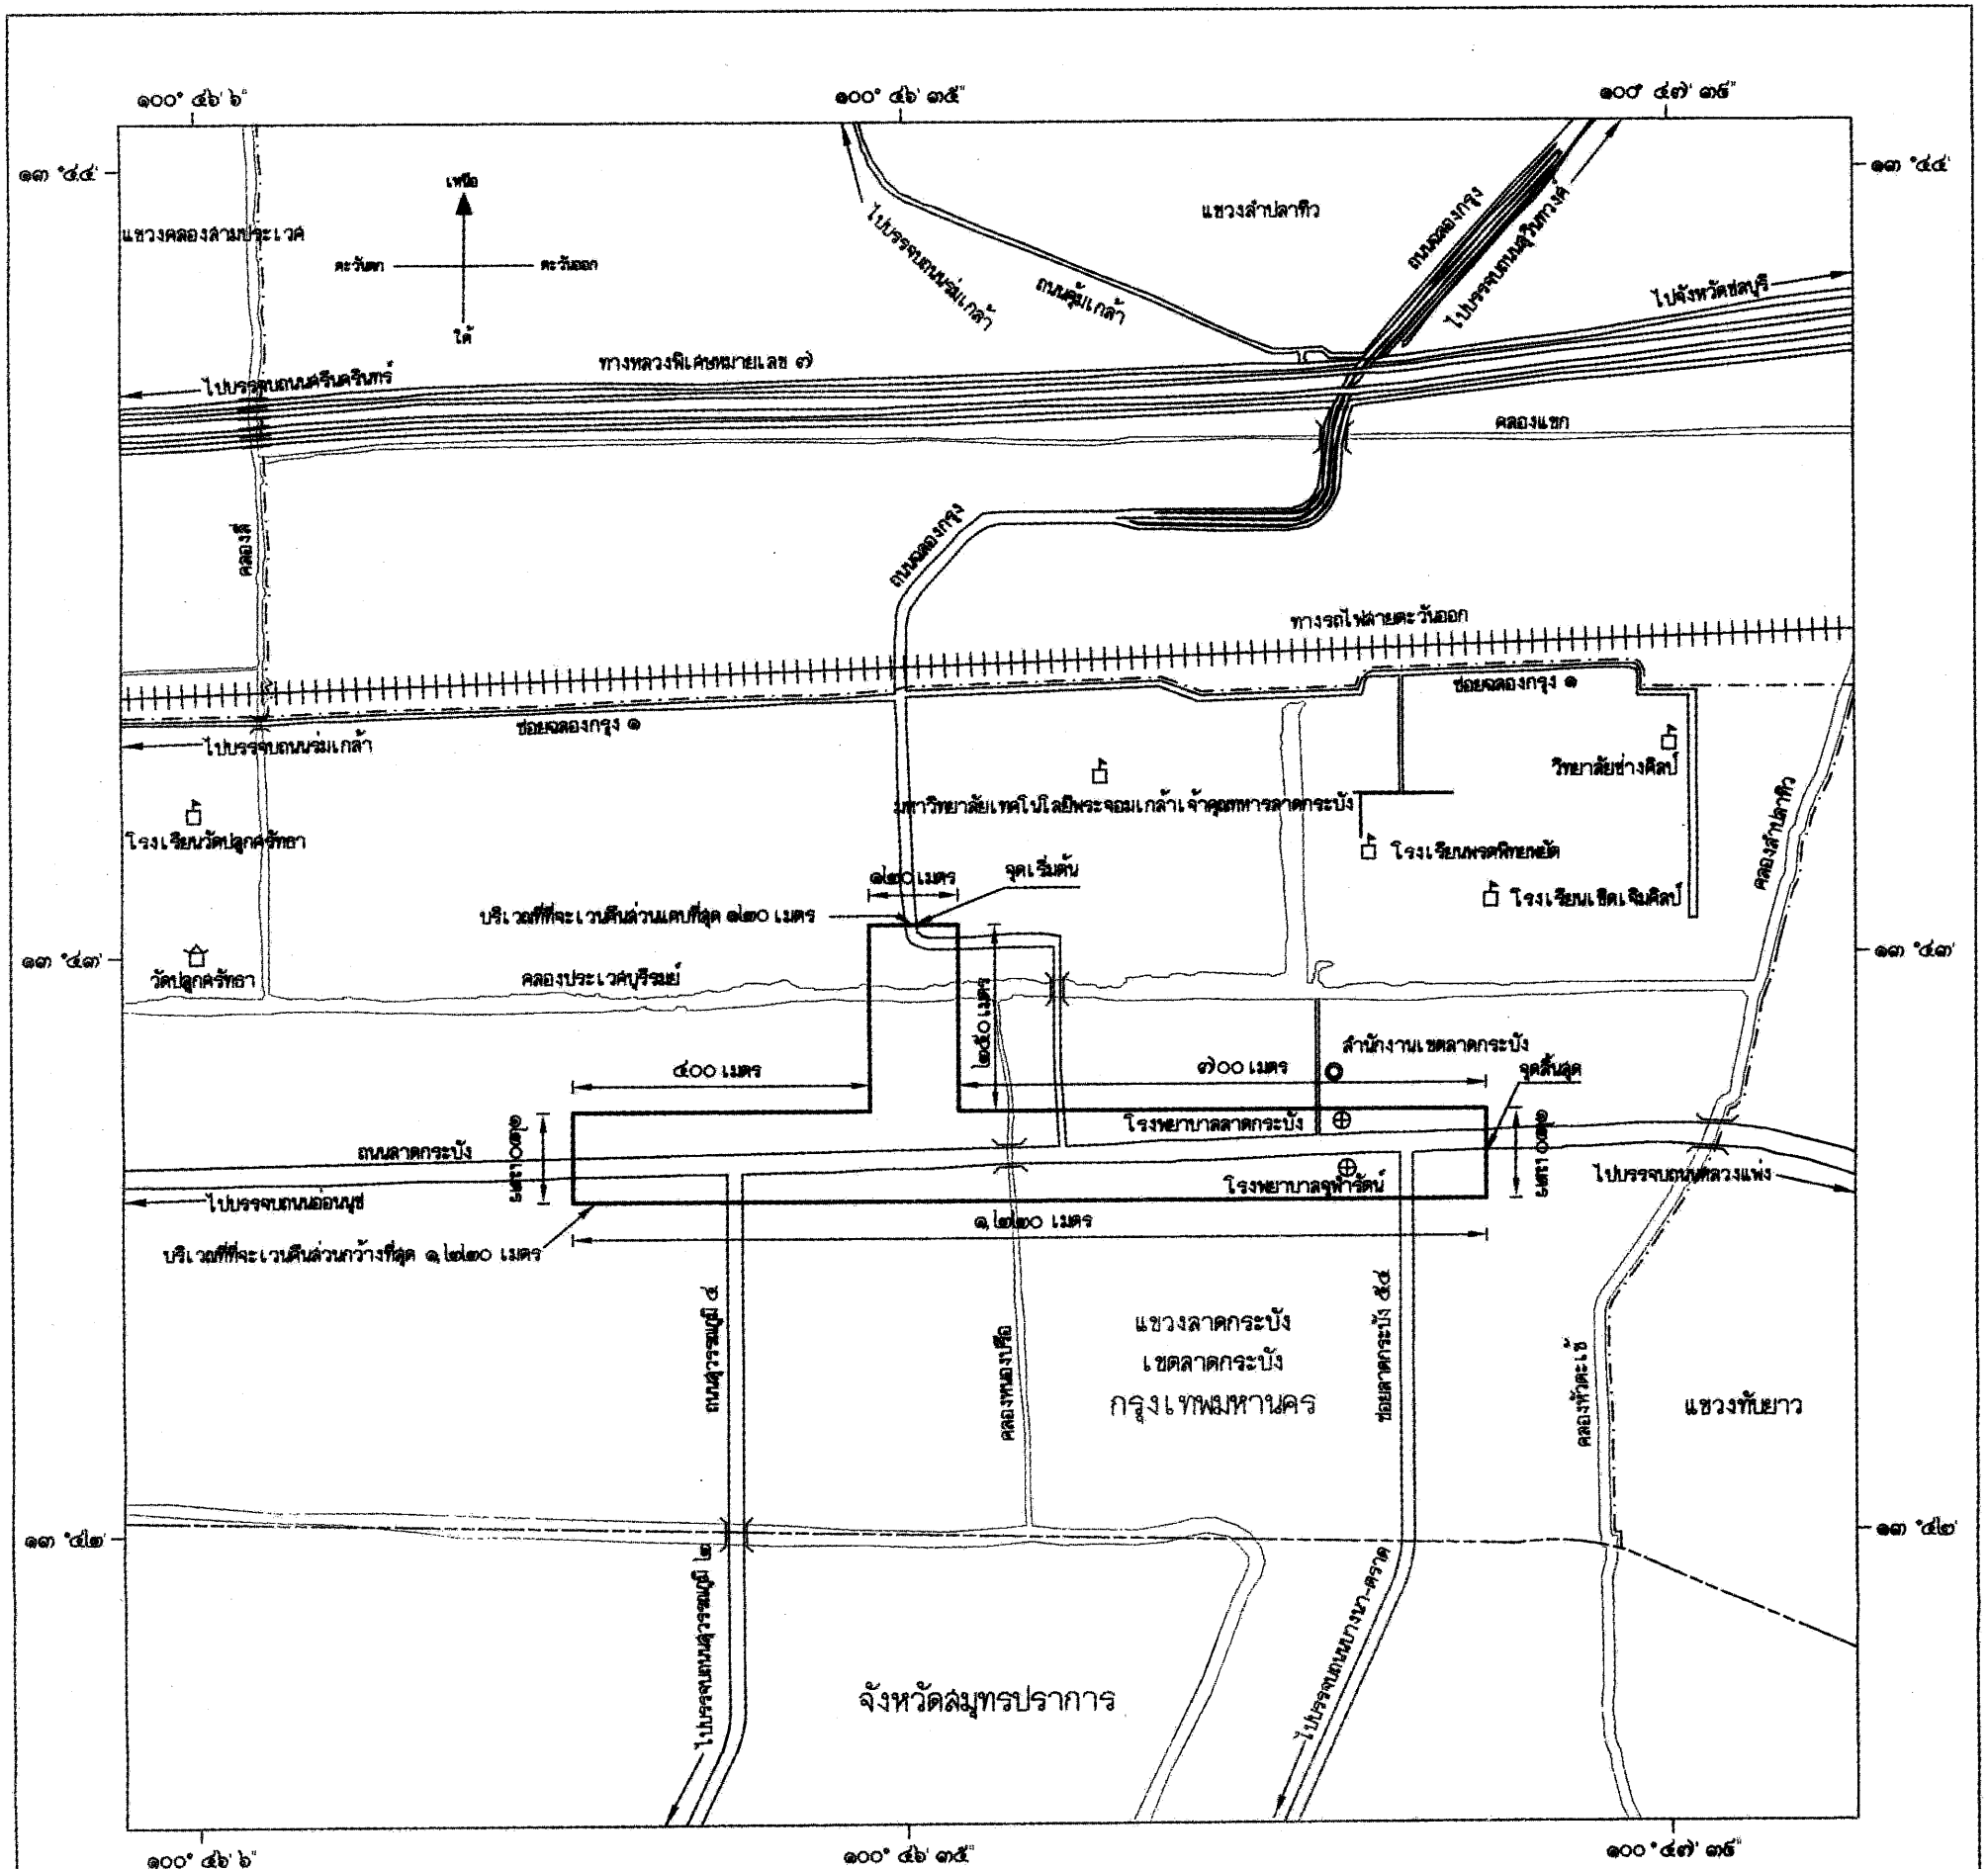 ๑๐๐° ๔๖' ๖"
๑๐๐° ๔๖' ๓๕"
๑๐๐° ๔๗' ๓๕"
๑๓ °๔๔'
๑๓ °๔๔'
เหนือ
ตะวันตก
ตะวันออก
ใต้
แขวงคลองสามประเวศ
ไปบรรจบถนนร่มเกล้า
ถนนคุ้มเกล้า
แขวงลำปลาทิว
ถนนฉลองกรุง
ไปบรรจบถนนสุวินทวงศ์
ไปจังหวัดชลบุรี
ทางหลวงพิเศษหมายเลข ๗
ไปบรรจบถนนศรีนครินทร์
คลองแขก
คลองสี่
ถนนฉลองกรุง
ทางรถไฟสายตะวันออก
ซอยฉลองกรุง ๑
ซอยฉลองกรุง ๑
ไปบรรจบถนนร่มเกล้า
วิทยาลัยช่างศิลป์
มหาวิทยาลัยเทคโนโลยีพระจอมเกล้าเจ้าคุณทหารลาดกระบัง
คลองลำปลาทิว
โรงเรียนวัดปลูกศรัทธา
โรงเรียนพรตพิทยพยัต
จุดเริ่มต้น
๑๒๐ เมตร
โรงเรียนเชิดเจิมศิลป์
บริเวณที่ที่จะเวนคืนส่วนแคบที่สุด ๑๒๐ เมตร
๑๓ °๔๓'
๑๓ °๔๓'
วัดปลูกศรัทธา
คลองประเวศบุรีรมย์
๒๕๐ เมตร
สำนักงานเขตลาดกระบัง
๔๐๐ เมตร
๗๐๐ เมตร
จุดสิ้นสุด
โรงพยาบาลลาดกระบัง
๑๒๐ เมตร
๑๒๐ เมตร
ถนนลาดกระบัง
ไปบรรจบถนนอ่อนนุช
โรงพยาบาลจุฬารัตน์
ไปบรรจบถนนหลวงแพ่ง
๑,๒๒๐ เมตร
บริเวณที่ที่จะเวนคืนส่วนกว้างที่สุด ๑,๒๒๐ เมตร
ถนนสุวรรณภูมิ ๔
คลองหนองปรือ
แขวงลาดกระบัง
เขตลาดกระบัง
กรุงเทพมหานคร
ซอยลาดกระบัง ๕๔
คลองหัวตะเข้
แขวงทับยาว
๑๓ °๔๒'
๑๓ °๔๒'
ไปบรรจบถนนสุวรรณภูมิ ๒
ไปบรรจบถนนบางนา-ตราด
จังหวัดสมุทรปราการ
๑๐๐° ๔๖' ๖"
๑๐๐° ๔๖' ๓๕"
๑๐๐° ๔๗' ๓๕"